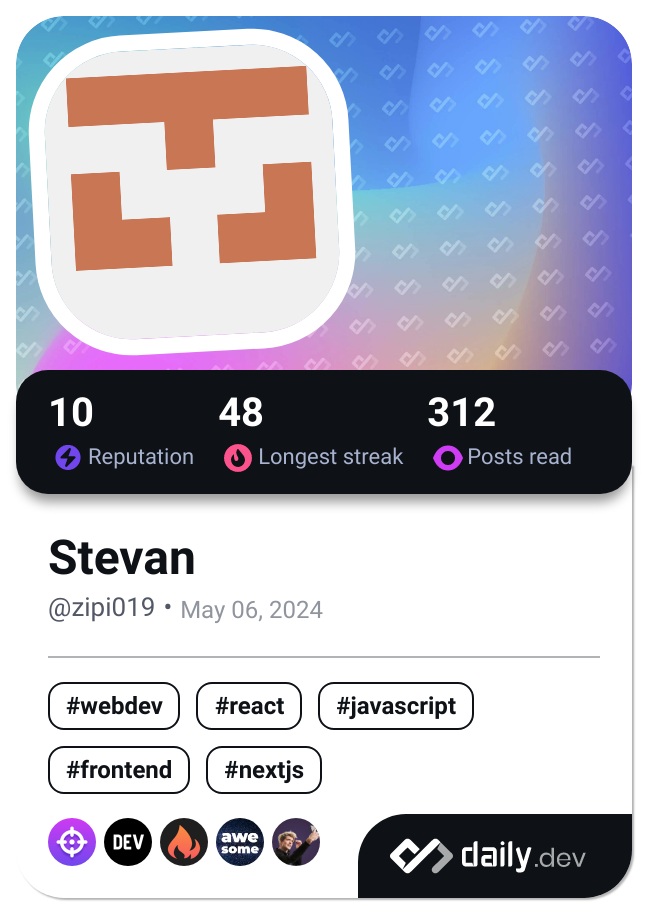 10 48 312
Reputation Longest streak Posts read
Stevan
@zipi019 • May 06, 2024
#webdev #react #javascript
#frontend #nextjs
DEV
awe
some
daily.dev